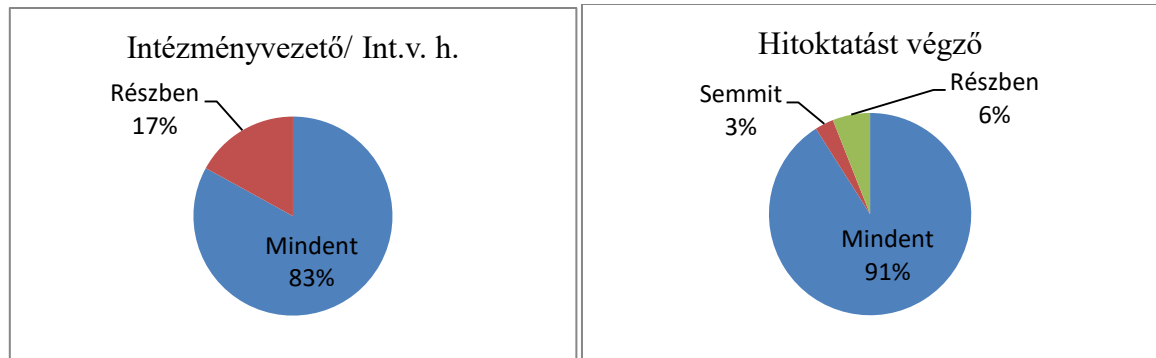 Intézményvezető/ Int.v. h.
Részben
17%
Mindent
83%
Hitoktatást végző
Semmit
3%
Részben
6%
Mindent
91%